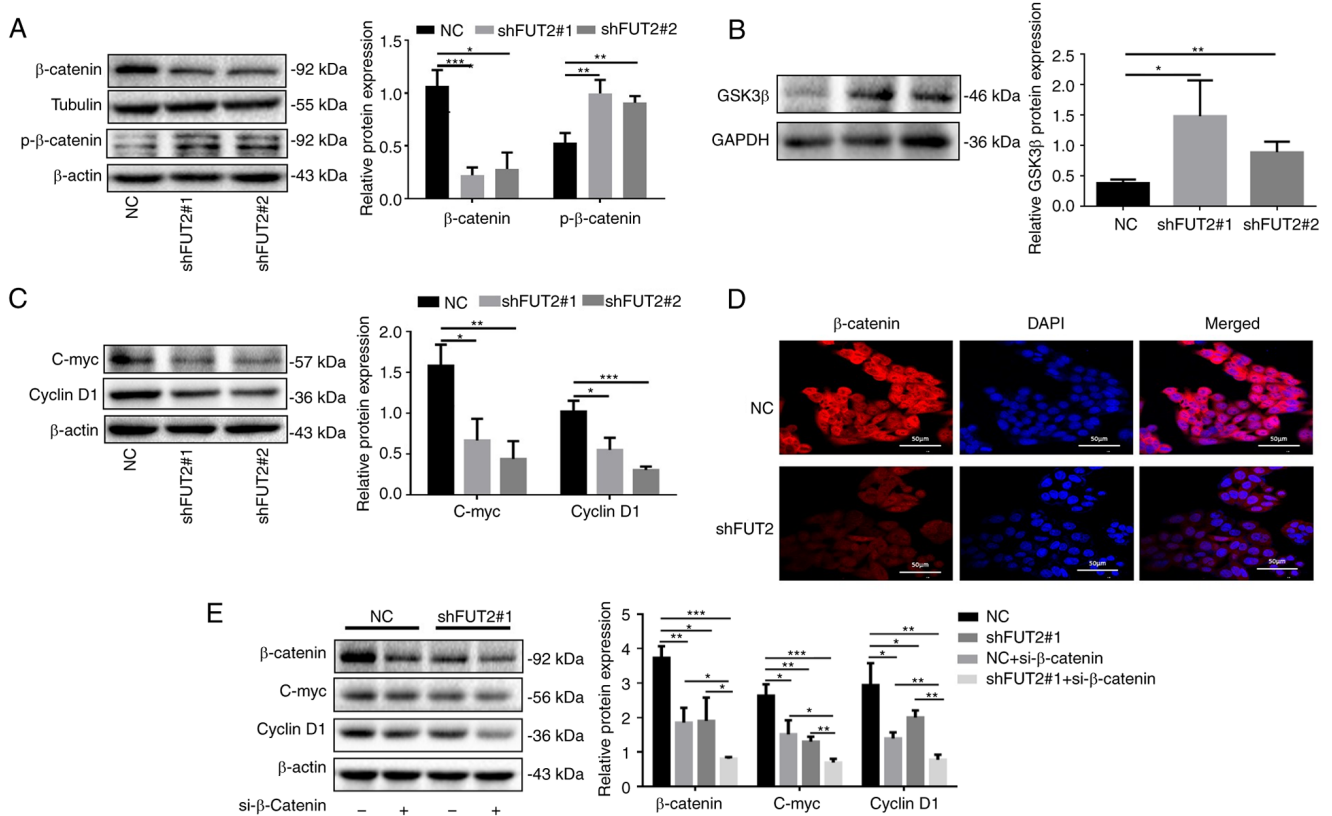 A
β-catenin
-92 kDa
Tubulin
-55 kDa
p-β-catenin
-92 kDa
β-actin
-43 kDa
NC
shFUT2#1
shFUT2#2
NC shFUT2#1 shFUT2#2
Relative protein expression
1.5
1.0
0.5
0.0
*
***
**
**
β-catenin p-β-catenin
B
GSK3β
-46 kDa
GAPDH
-36 kDa
Relative GSK3β protein expression
2.5
2.0
1.5
1.0
0.5
0.0
**
*
NC shFUT2#1 shFUT2#2
C
C-myc
-57 kDa
Cyclin D1
-36 kDa
β-actin
-43 kDa
NC
shFUT2#1
shFUT2#2
NC shFUT2#1 shFUT2#2
Relative protein expression
2.0
1.5
1.0
0.5
0.0
**
*
***
*
C-myc Cyclin D1
D
β-catenin DAPI Merged
NC
50μm 50μm 50μm
shFUT2
50μm 50μm 50μm
E
NC shFUT2#1
β-catenin
-92 kDa
C-myc
-56 kDa
Cyclin D1
-36 kDa
β-actin
-43 kDa
si-β-Catenin – + – +
Relative protein expression
5
4
3
2
1
0
***
*
**
*
*
***
**
*
*
**
**
*
*
**
**
β-catenin C-myc Cyclin D1
NC
shFUT2#1
NC+si-β-catenin
shFUT2#1+si-β-catenin